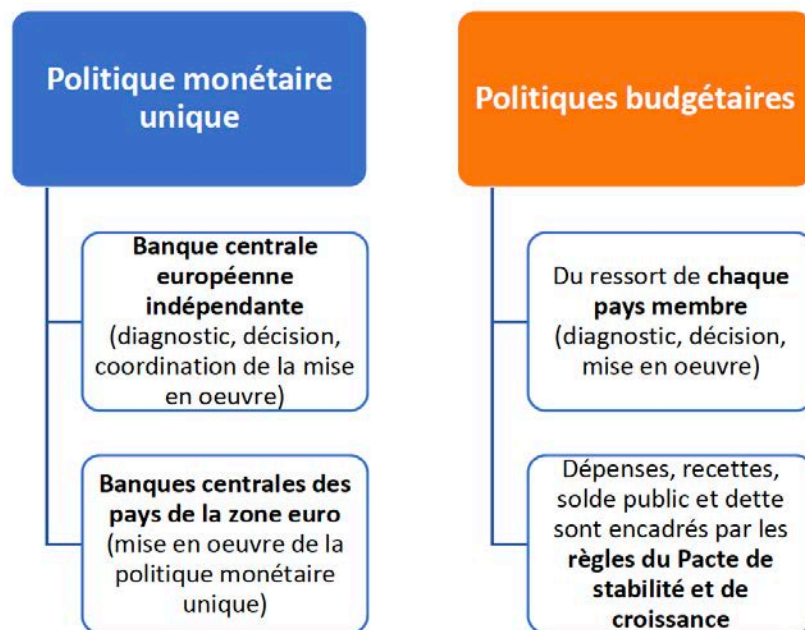 Politique monétaire
unique
Banque centrale
européenne
indépendante
(diagnostic, décision,
coordination de la mise
en oeuvre)
Banques centrales des
pays de la zone euro
(mise en oeuvre de la
politique monétaire
unique)
Politiques budgétaires
Du ressort de chaque
pays membre
(diagnostic, décision,
mise en oeuvre)
Dépenses, recettes,
solde public et dette
sont encadrés par les
règles du Pacte de
stabilité et de
croissance